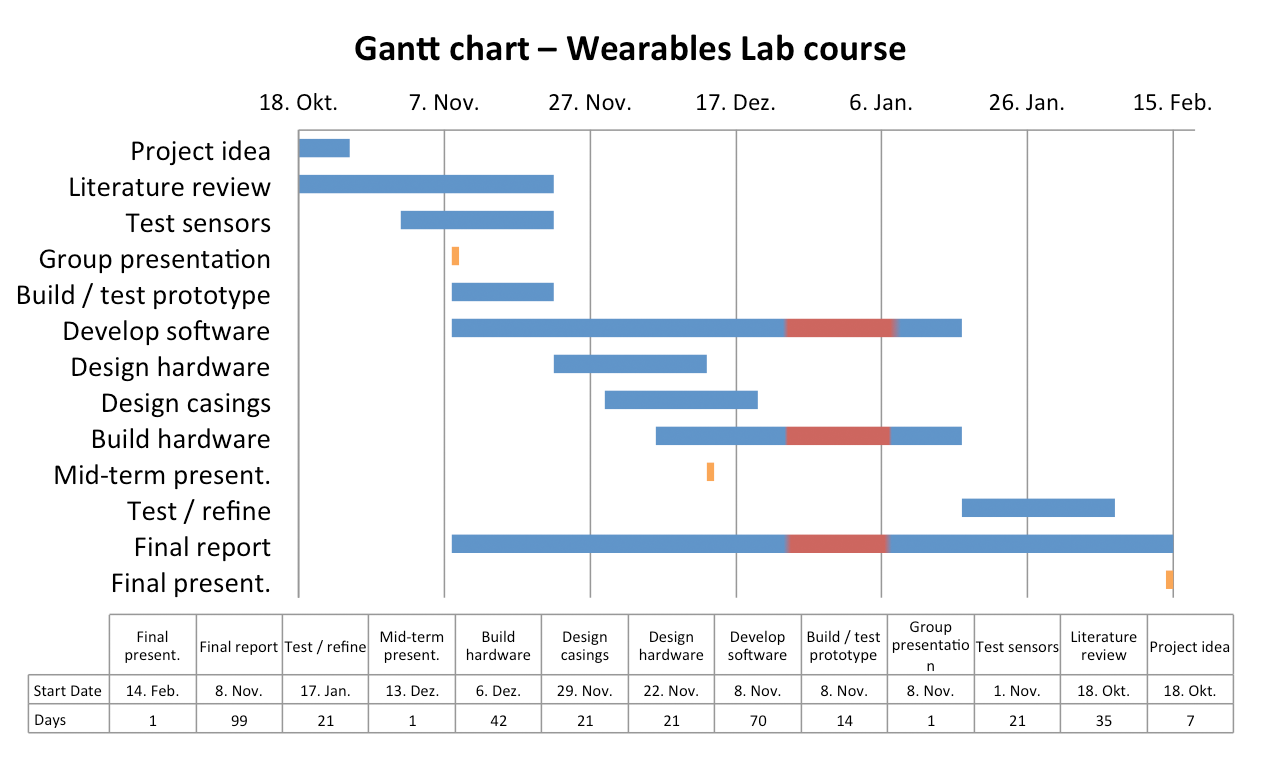 Gantt chart – Wearables Lab course
18. Okt. 7. Nov. 27. Nov. 17. Dez. 6. Jan. 26. Jan. 15. Feb.
Project idea
Literature review
Test sensors
Group presentation
Build / test prototype
Develop software
Design hardware
Design casings
Build hardware
Mid-term present.
Test / refine
Final report
Final present.
Final
present.
Final report
Test / refine
Mid-term
present.
Build
hardware
Design
casings
Design
hardware
Develop
software
Build / test
prototype
Group
presentatio
n
Test sensors
Literature
review
Project idea
Start Date 14. Feb. 8. Nov. 17. Jan. 13. Dez. 6. Dez. 29. Nov. 22. Nov. 8. Nov. 8. Nov. 8. Nov. 1. Nov. 18. Okt. 18. Okt.
Days 1 99 21 1 42 21 21 70 14 1 21 35 7